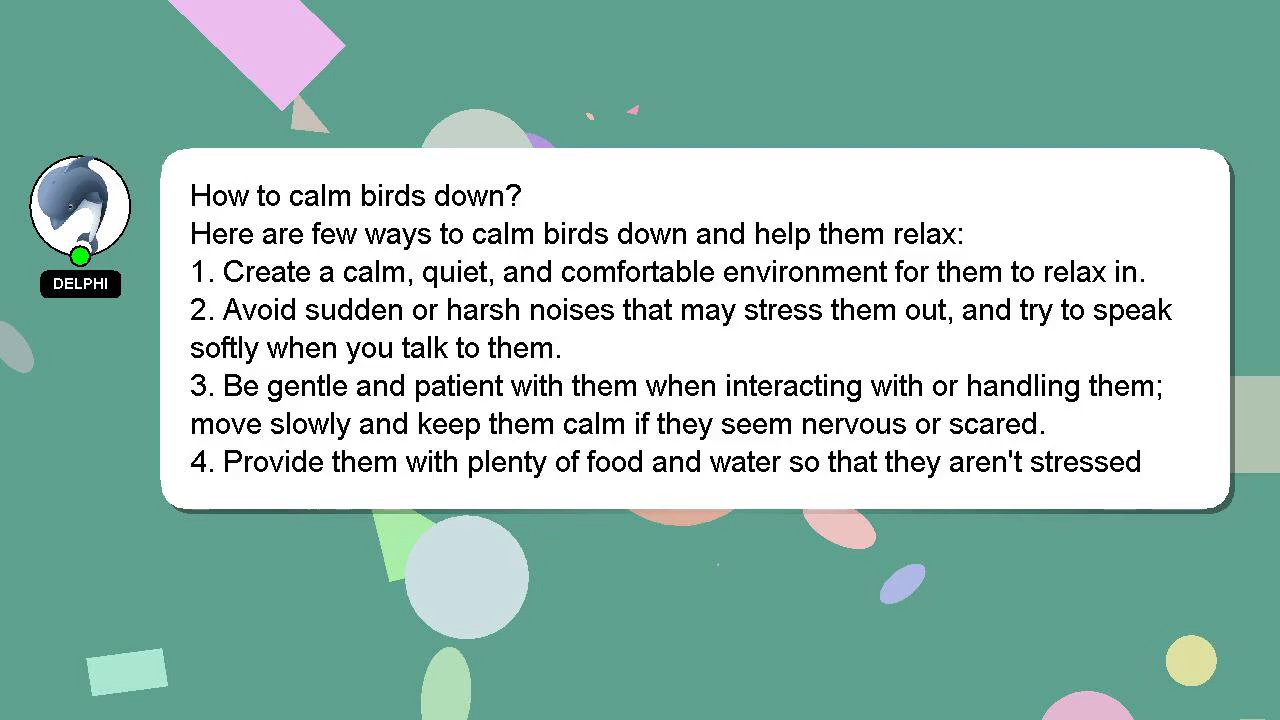 DELPHI
How to calm birds down?
Here are few ways to calm birds down and help them relax:
1. Create a calm, quiet, and comfortable environment for them to relax in.
2. Avoid sudden or harsh noises that may stress them out, and try to speak
softly when you talk to them.
3. Be gentle and patient with them when interacting with or handling them;
move slowly and keep them calm if they seem nervous or scared.
4. Provide them with plenty of food and water so that they aren't stressed